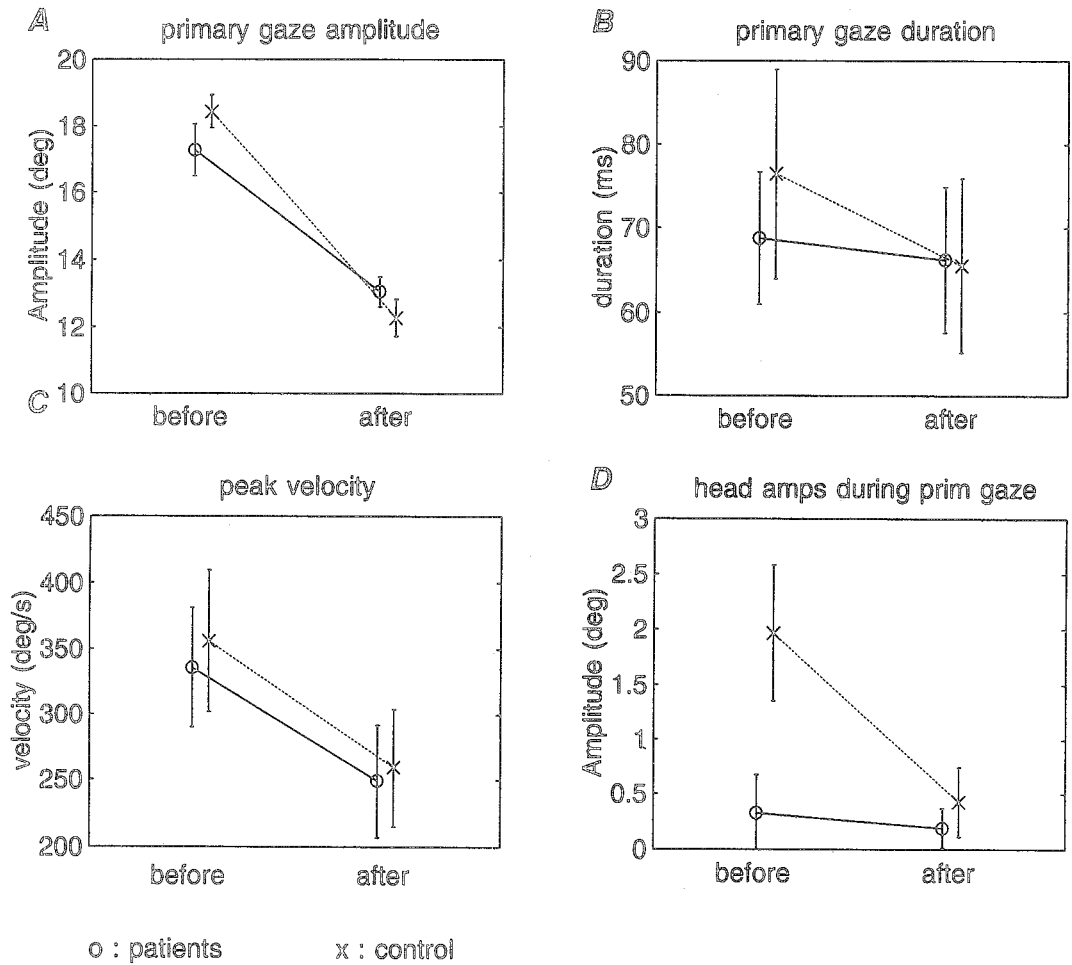 A
primary gaze amplitude
20
18
16
14
12
10
Amplitude (deg)
before after
B
primary gaze duration
90
80
70
60
50
duration (ms)
before after
C
peak velocity
450
400
350
300
250
200
velocity (deg/s)
before after
D
head amps during prim gaze
3
2.5
2
1.5
1
0.5
0
Amplitude (deg)
before after
o : patients x : control